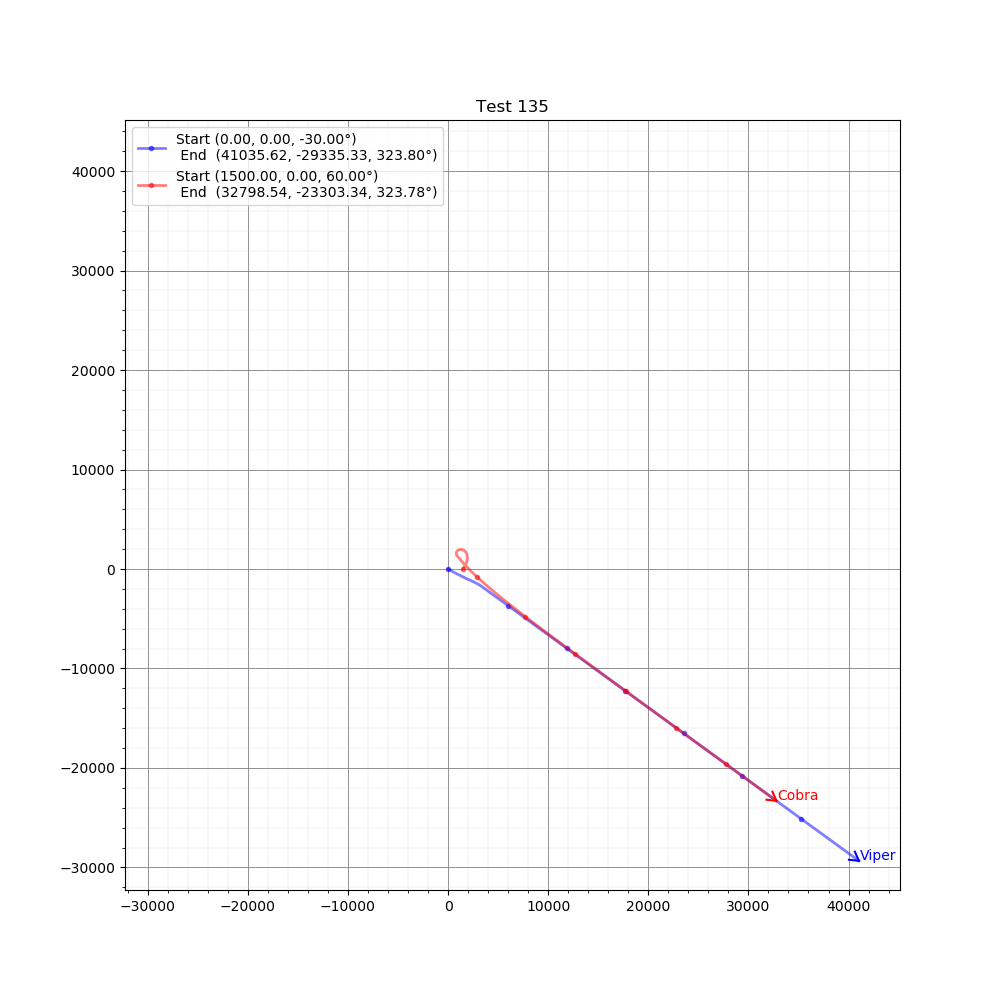 Test 135
Start (0.00, 0.00, -30.00°)
End  (41035.62, -29335.33, 323.80°)
Start (1500.00, 0.00, 60.00°)
End  (32798.54, -23303.34, 323.78°)
40000
30000
20000
10000
0
−10000
−20000
−30000
Cobra
Viper
−30000 −20000 −10000 0 10000 20000 30000 40000